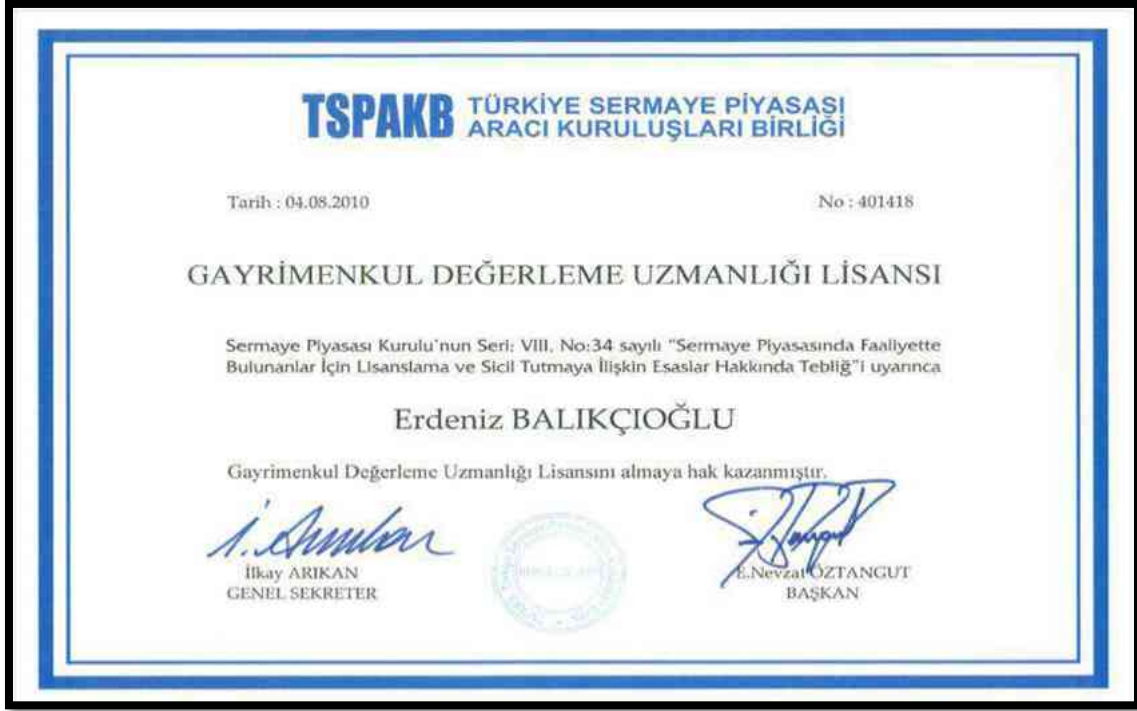 TSPAKB TÜRKİYE SERMAYE PİYASASI
ARACI KURULUŞLARI BİRLİĞİ
Tarih : 04.08.2010 No : 401418
GAYRİMENKUL DEĞERLEME UZMANLIĞI LİSANSI
Sermaye Piyasası Kurulu'nun Seri: VIII, No:34 sayılı "Sermaye Piyasasında Faaliyette
Bulunanlar İçin Lisanslama ve Sicil Tutmaya İlişkin Esaslar Hakkında Tebliğ"i uyarınca
Erdeniz BALIKÇIOĞLU
Gayrimenkul Değerleme Uzmanlığı Lisansını almaya hak kazanmıştır.
İlkay ARIKAN E.Nevzat ÖZTANGUT
GENEL SEKRETER BAŞKAN